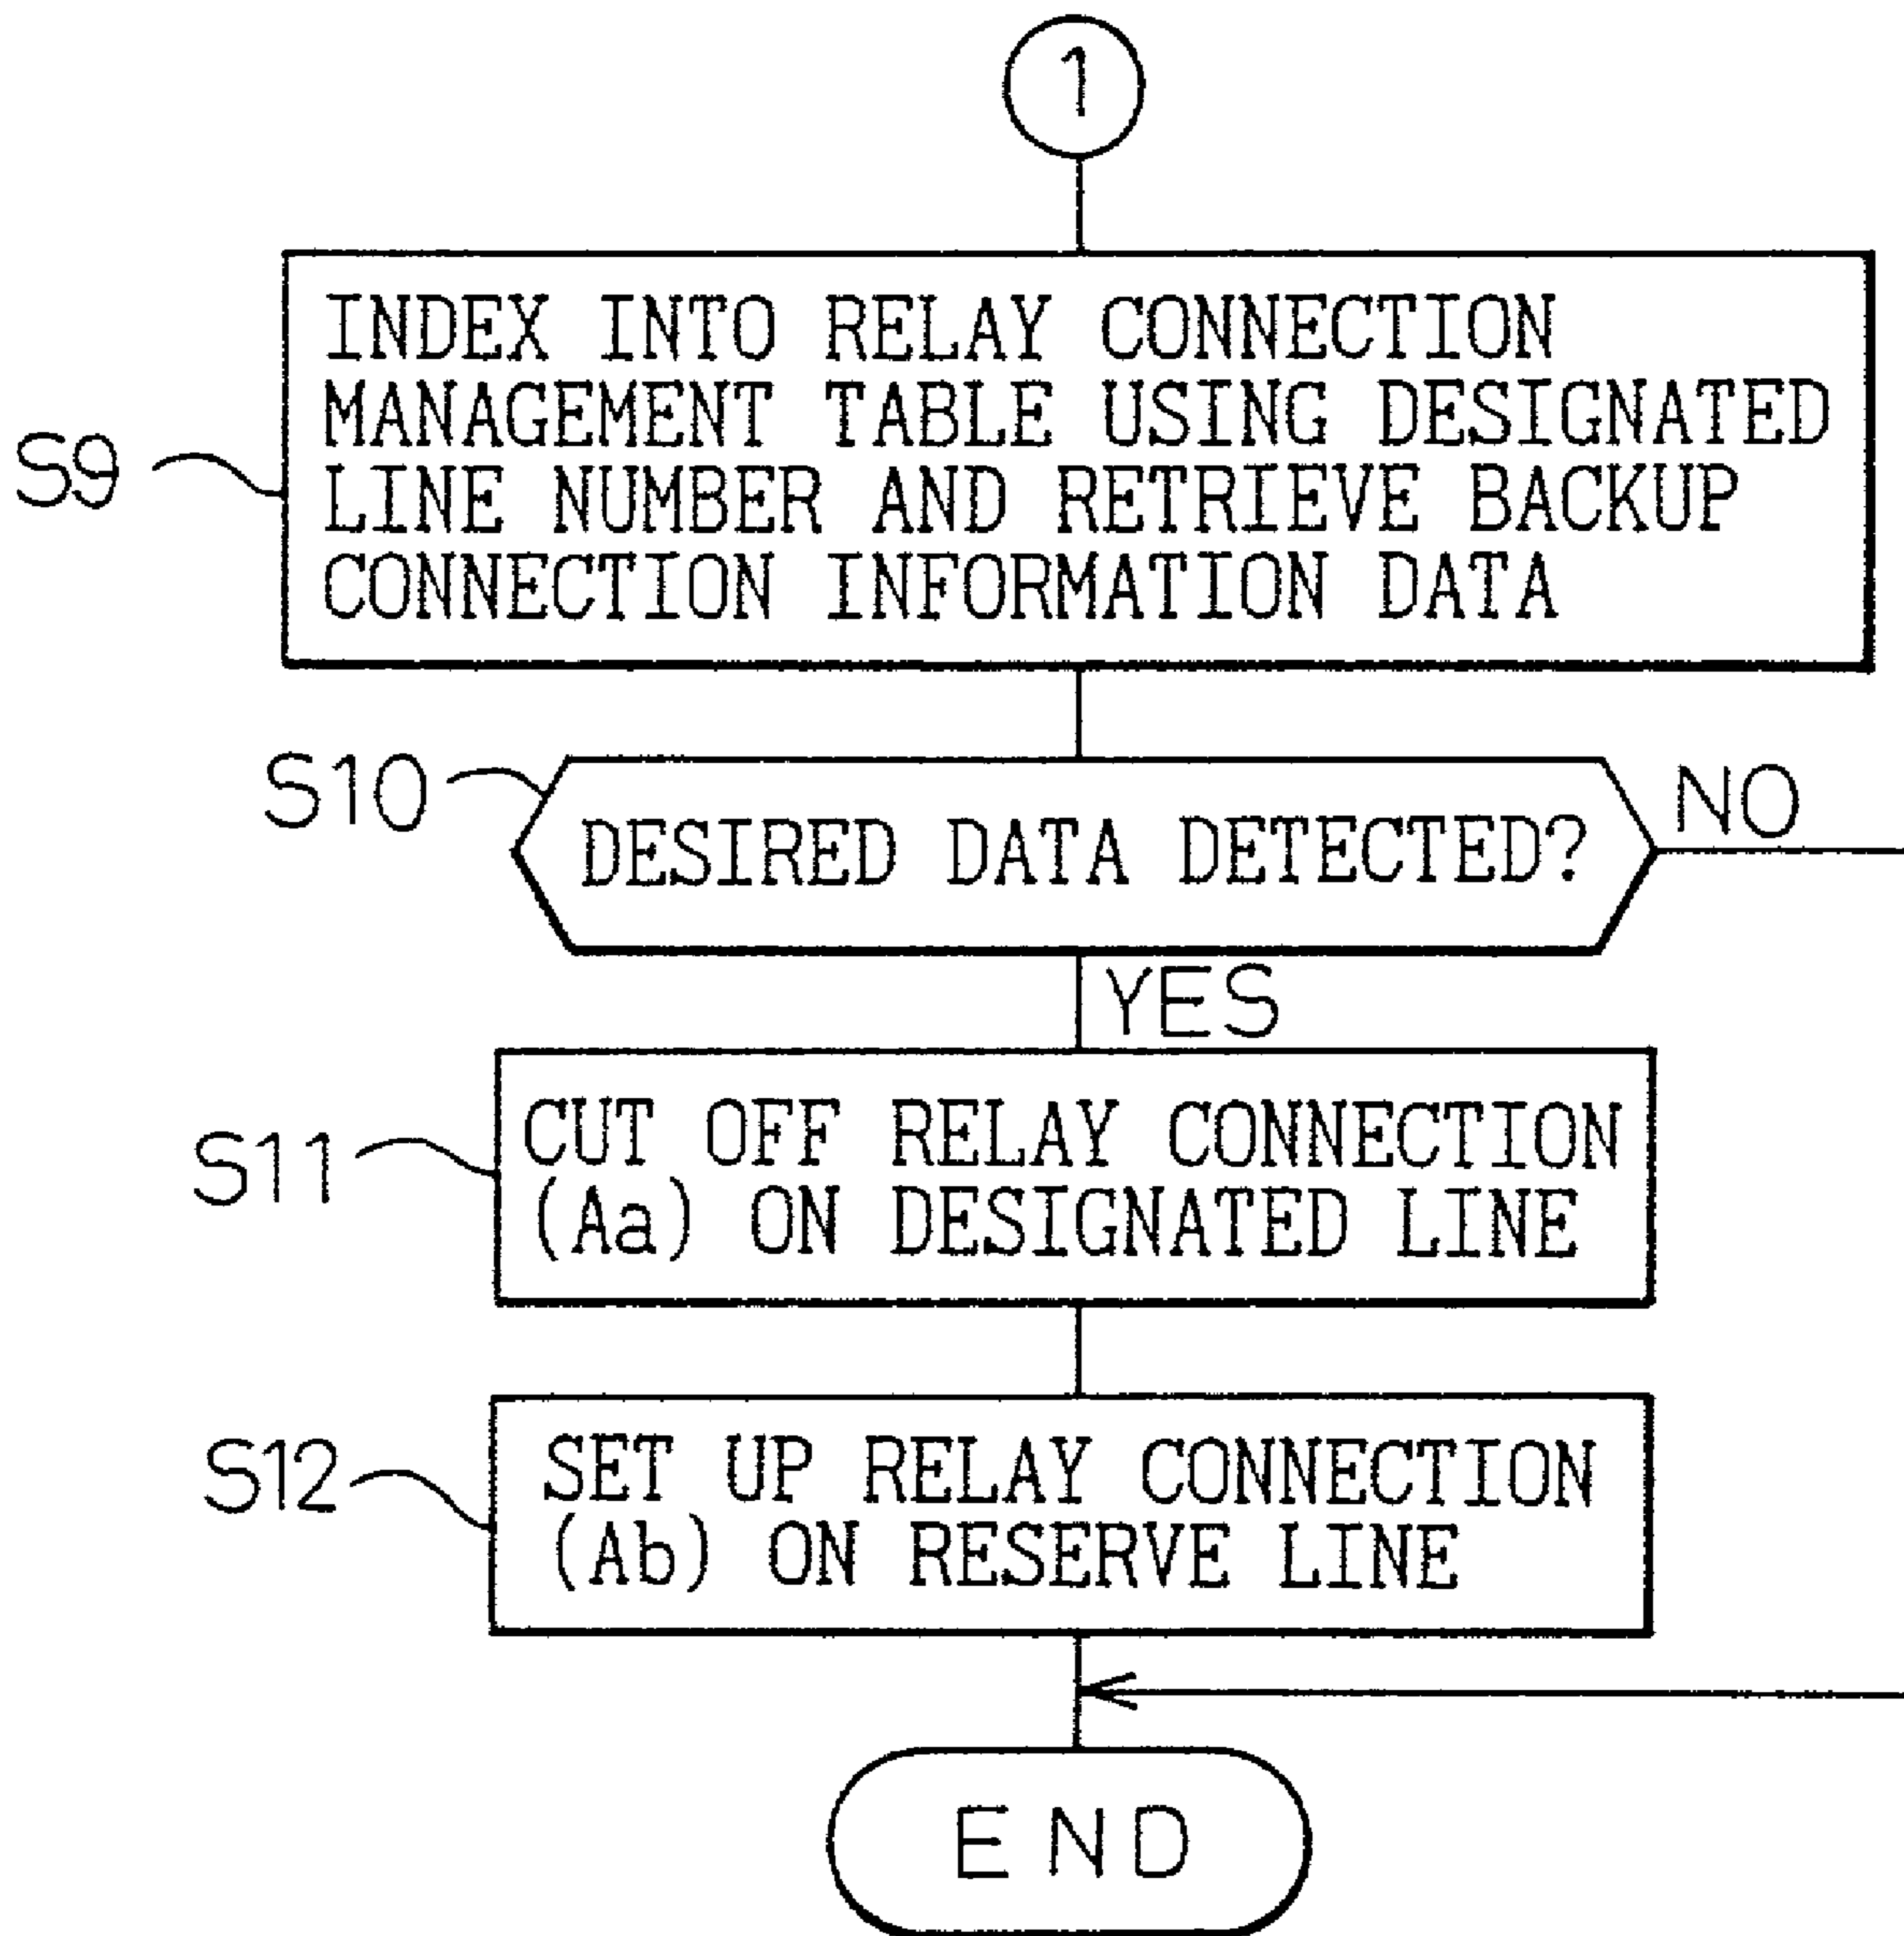 1
INDEX INTO RELAY CONNECTION
MANAGEMENT TABLE USING DESIGNATED
LINE NUMBER AND RETRIEVE BACKUP
CONNECTION INFORMATION DATA
S9
S10
DESIRED DATA DETECTED?
NO
YES
S11
CUT OFF RELAY CONNECTION
(Aa) ON DESIGNATED LINE
S12
SET UP RELAY CONNECTION
(Ab) ON RESERVE LINE
END